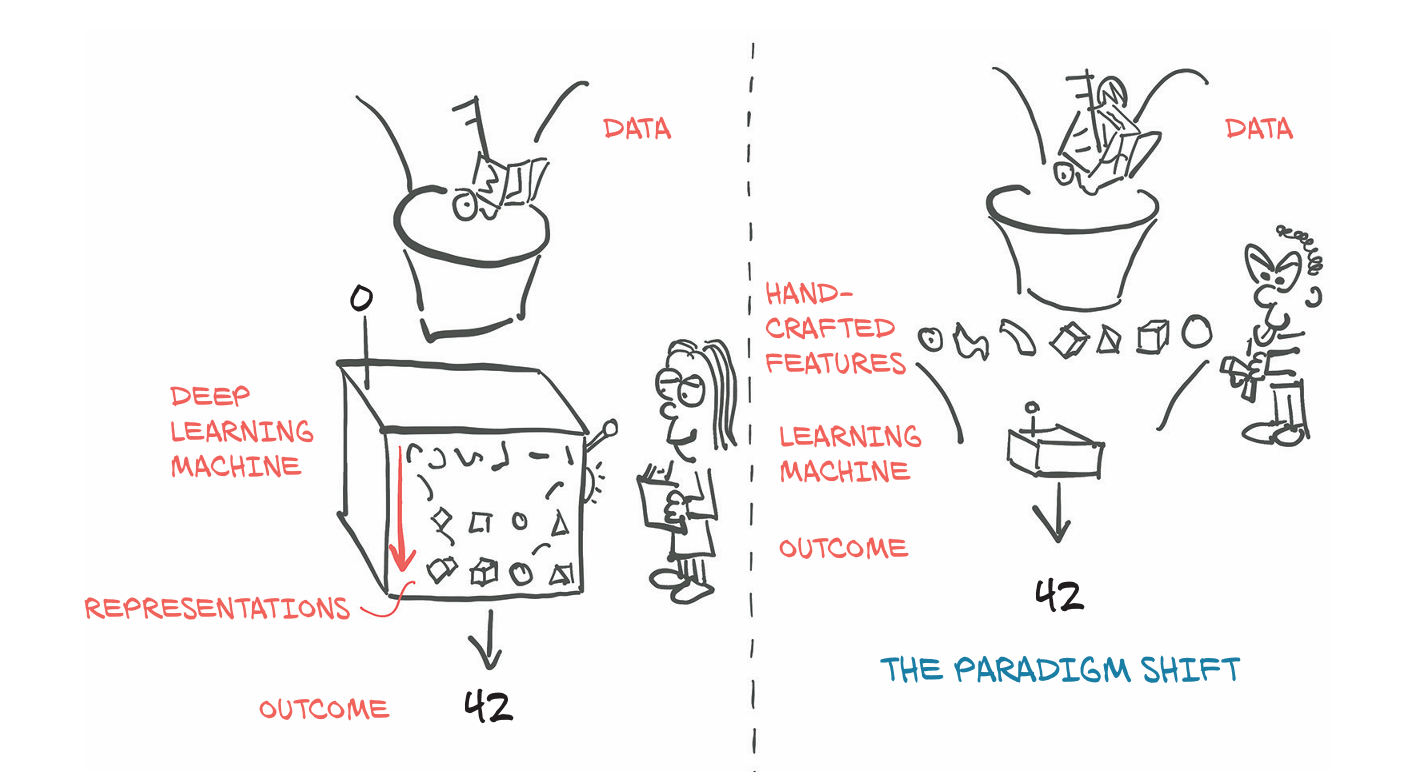 DATA
DEEP
LEARNING
MACHINE
REPRESENTATIONS
OUTCOME
42
DATA
HAND-
CRAFTED
FEATURES
LEARNING
MACHINE
OUTCOME
42
THE PARADIGM SHIFT